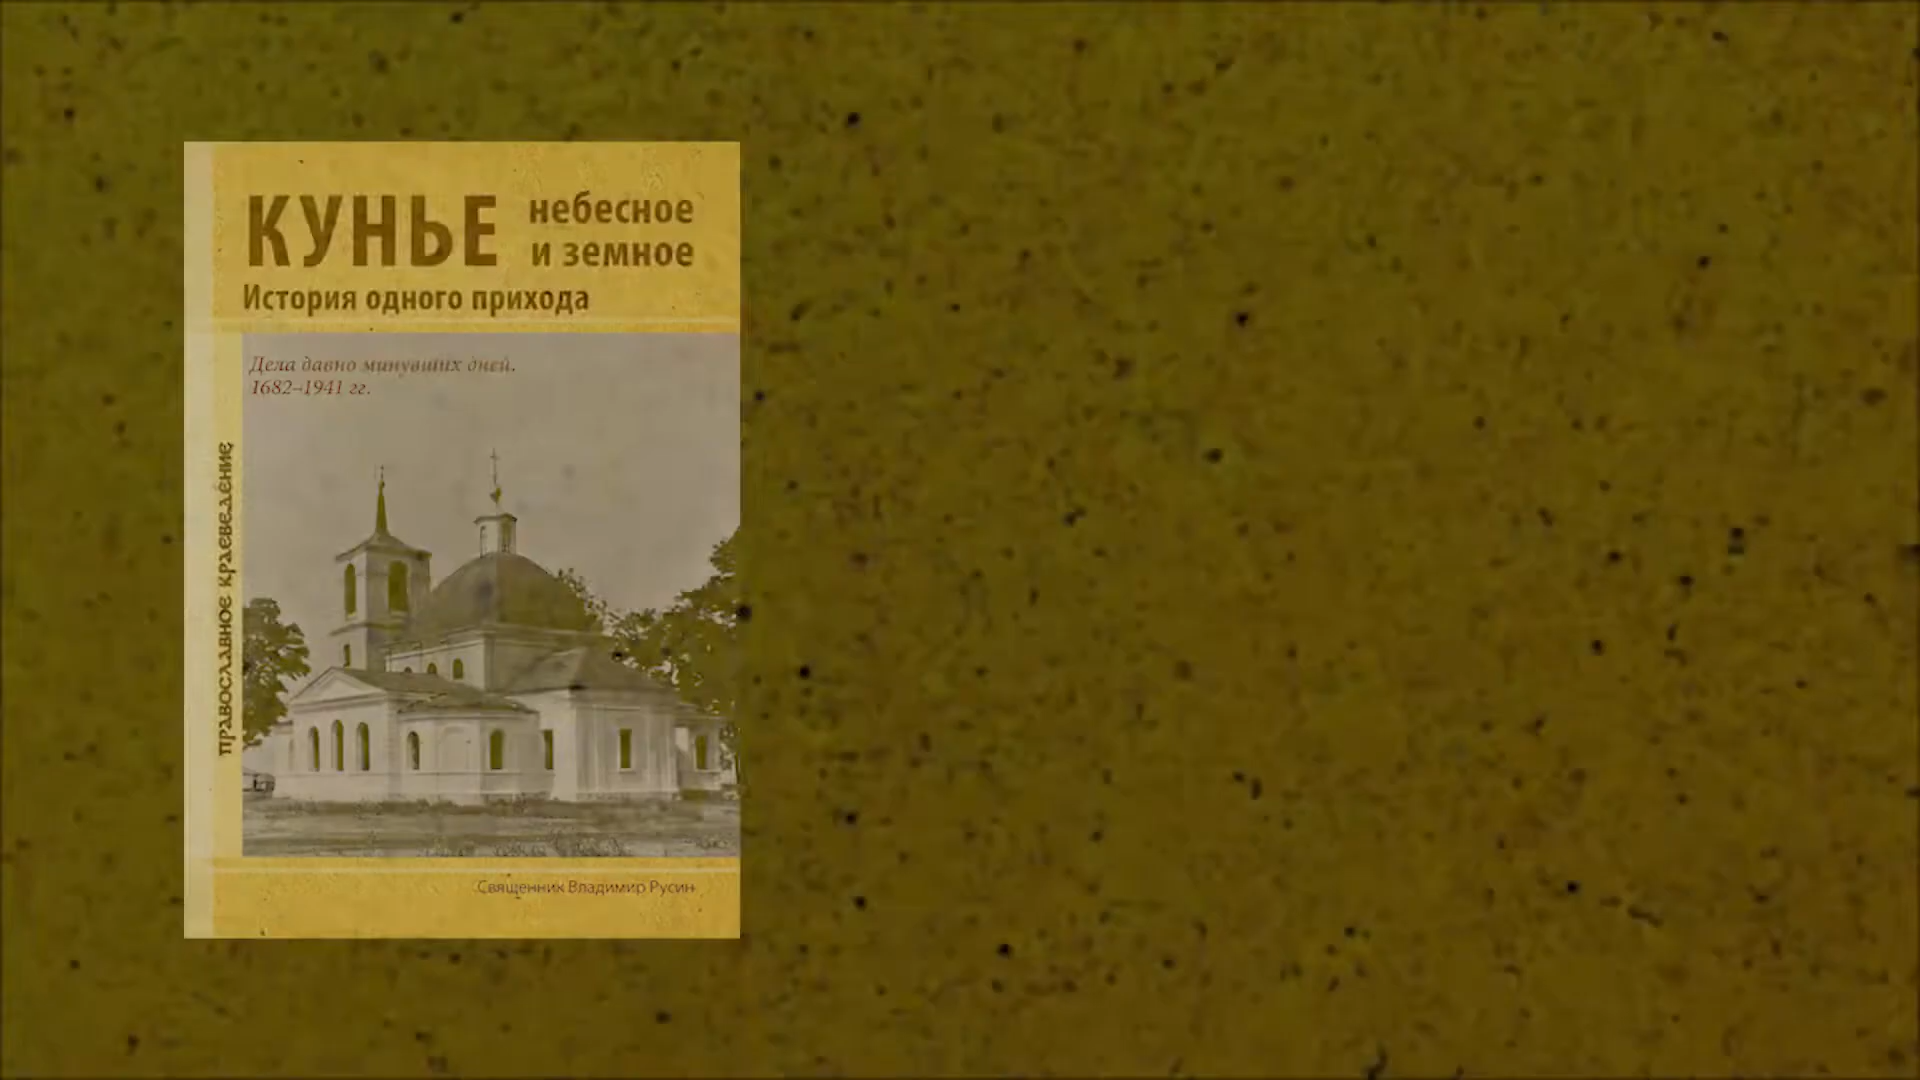 КУНЬЕ небесное
и земное
История одного прихода
Дела давно минувших дней.
1682–1941 гг.
православное краеведение
Священник Владимир Русин